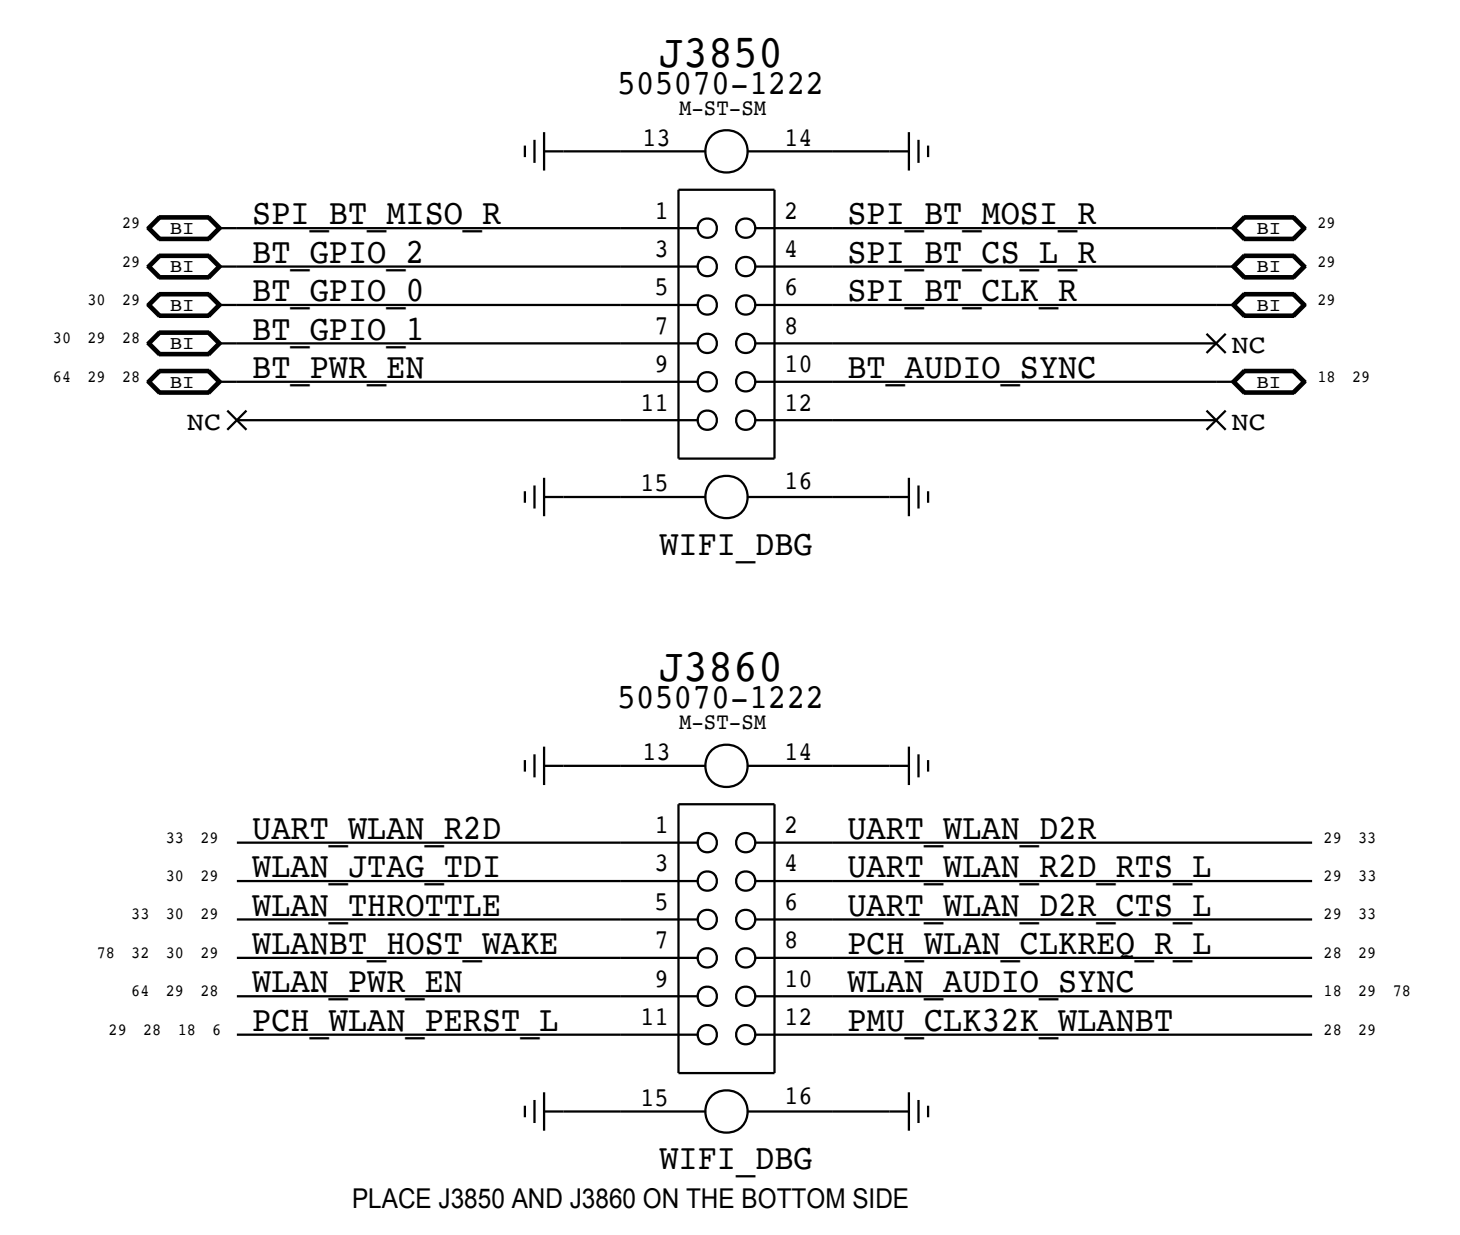 J3850
505070-1222
M-ST-SM
13 14
29 BI SPI_BT_MISO_R 1 2 SPI_BT_MOSI_R BI 29
29 BI BT_GPIO_2 3 4 SPI_BT_CS_L_R BI 29
30 29 BI BT_GPIO_0 5 6 SPI_BT_CLK_R BI 29
30 29 28 BI BT_GPIO_1 7 8 NC
64 29 28 BI BT_PWR_EN 9 10 BT_AUDIO_SYNC BI 18 29
NC 11 12 NC
15 16
WIFI_DBG
J3860
505070-1222
M-ST-SM
13 14
33 29 UART_WLAN_R2D 1 2 UART_WLAN_D2R 29 33
30 29 WLAN_JTAG_TDI 3 4 UART_WLAN_R2D_RTS_L 29 33
33 30 29 WLAN_THROTTLE 5 6 UART_WLAN_D2R_CTS_L 29 33
78 32 30 29 WLANBT_HOST_WAKE 7 8 PCH_WLAN_CLKREQ_R_L 28 29
64 29 28 WLAN_PWR_EN 9 10 WLAN_AUDIO_SYNC 18 29 78
29 28 18 6 PCH_WLAN_PERST_L 11 12 PMU_CLK32K_WLANBT 28 29
15 16
WIFI_DBG
PLACE J3850 AND J3860 ON THE BOTTOM SIDE